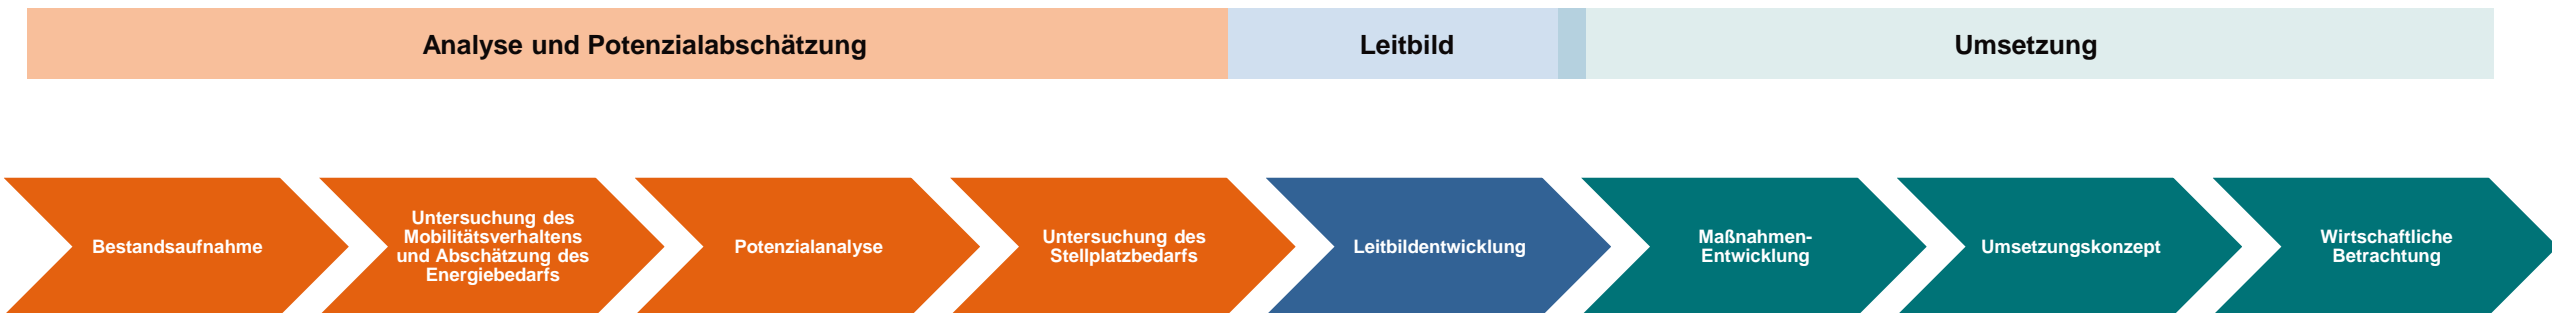 Analyse und Potenzialabschätzung
Leitbild
Umsetzung
Bestandsaufnahme
Untersuchung des
Mobilitätsverhaltens
und Abschätzung des
Energiebedarfs
Potenzialanalyse
Untersuchung des
Stellplatzbedarfs
Leitbildentwicklung
Maßnahmen-
Entwicklung
Umsetzungskonzept
Wirtschaftliche
Betrachtung